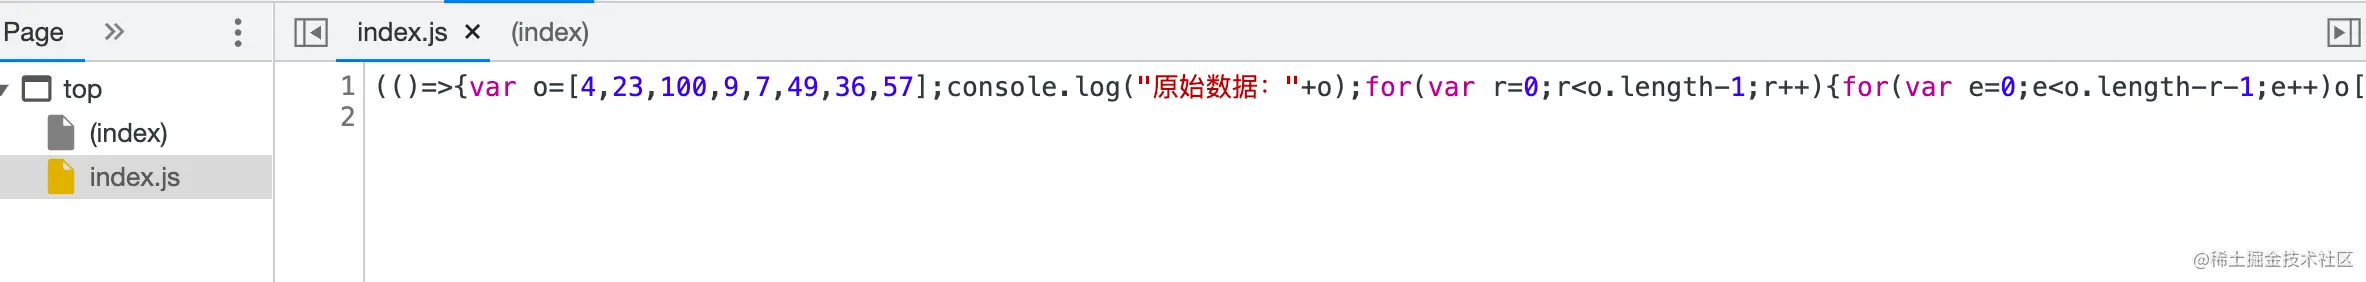 Page
index.js
(index)
top
(index)
index.js
1 (()=>{var o=[4,23,100,9,7,49,36,57];console.log("原始数据："+o);for(var r=0;r<o.length-1;r++){for(var e=0;e<o.length-r-1;e++)o[
2
@稀土掘金技术社区